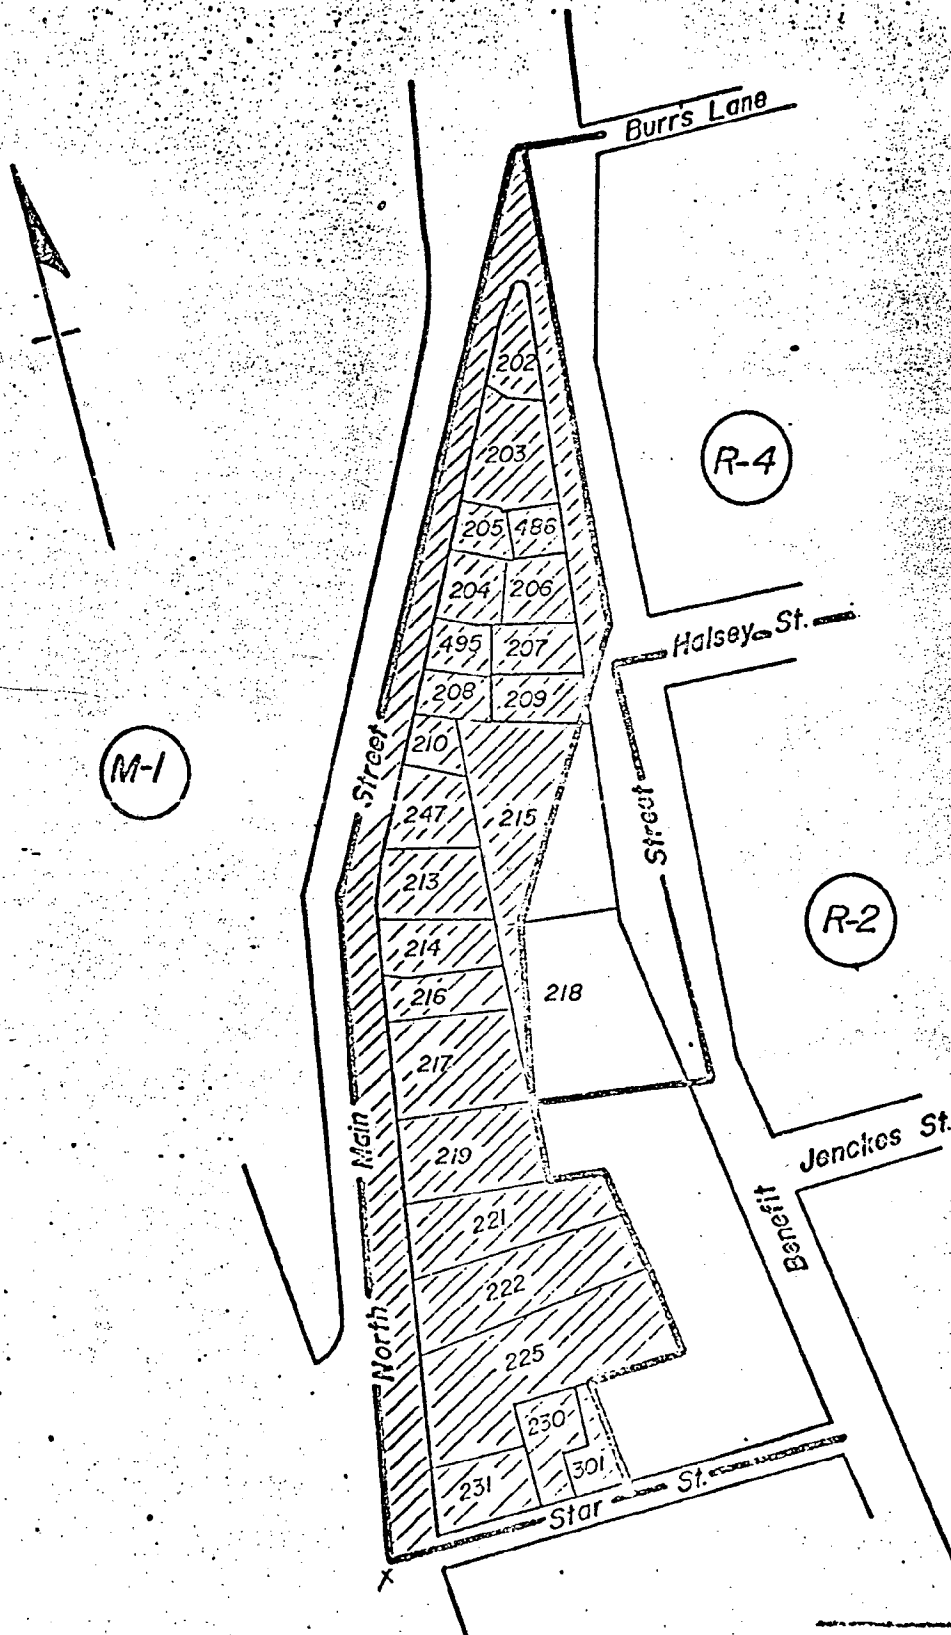 Burr's Lane
202
R-4
203
205 486
204 206
Halsey St.
495 207
208 209
210
M-1
Street
247
215
Street
213
R-2
214
216
218
217
Main
Jenckes St.
219
Benefit
221
222
North
225
230
301
231
Star St.
X